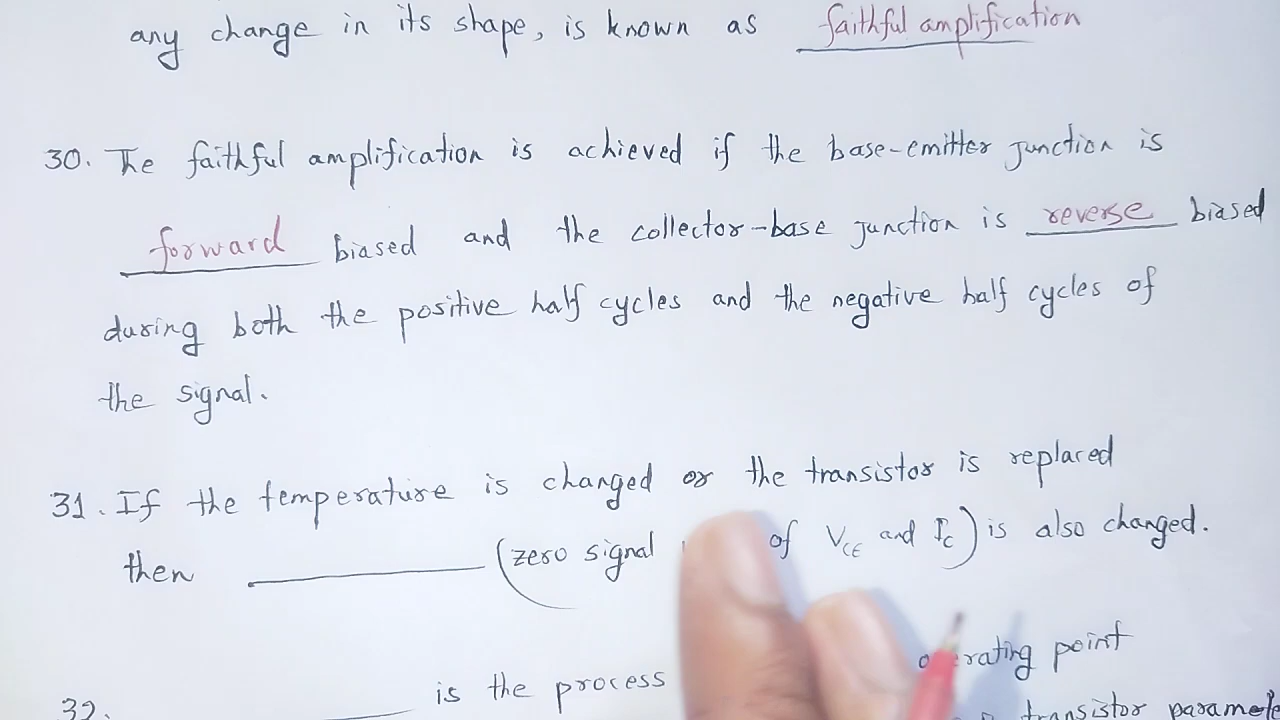 any change in its shape, is known as faithful amplification
30. The faithful amplification is achieved if the base-emitter junction is
forward biased and the collector-base junction is reverse biased
during both the positive half cycles and the negative half cycles of
the signal.
31. If the temperature is changed or the transistor is replaced
then ________ (zero signal of VCE and IC) is also changed.
32. ________ is the process operating point
transistor